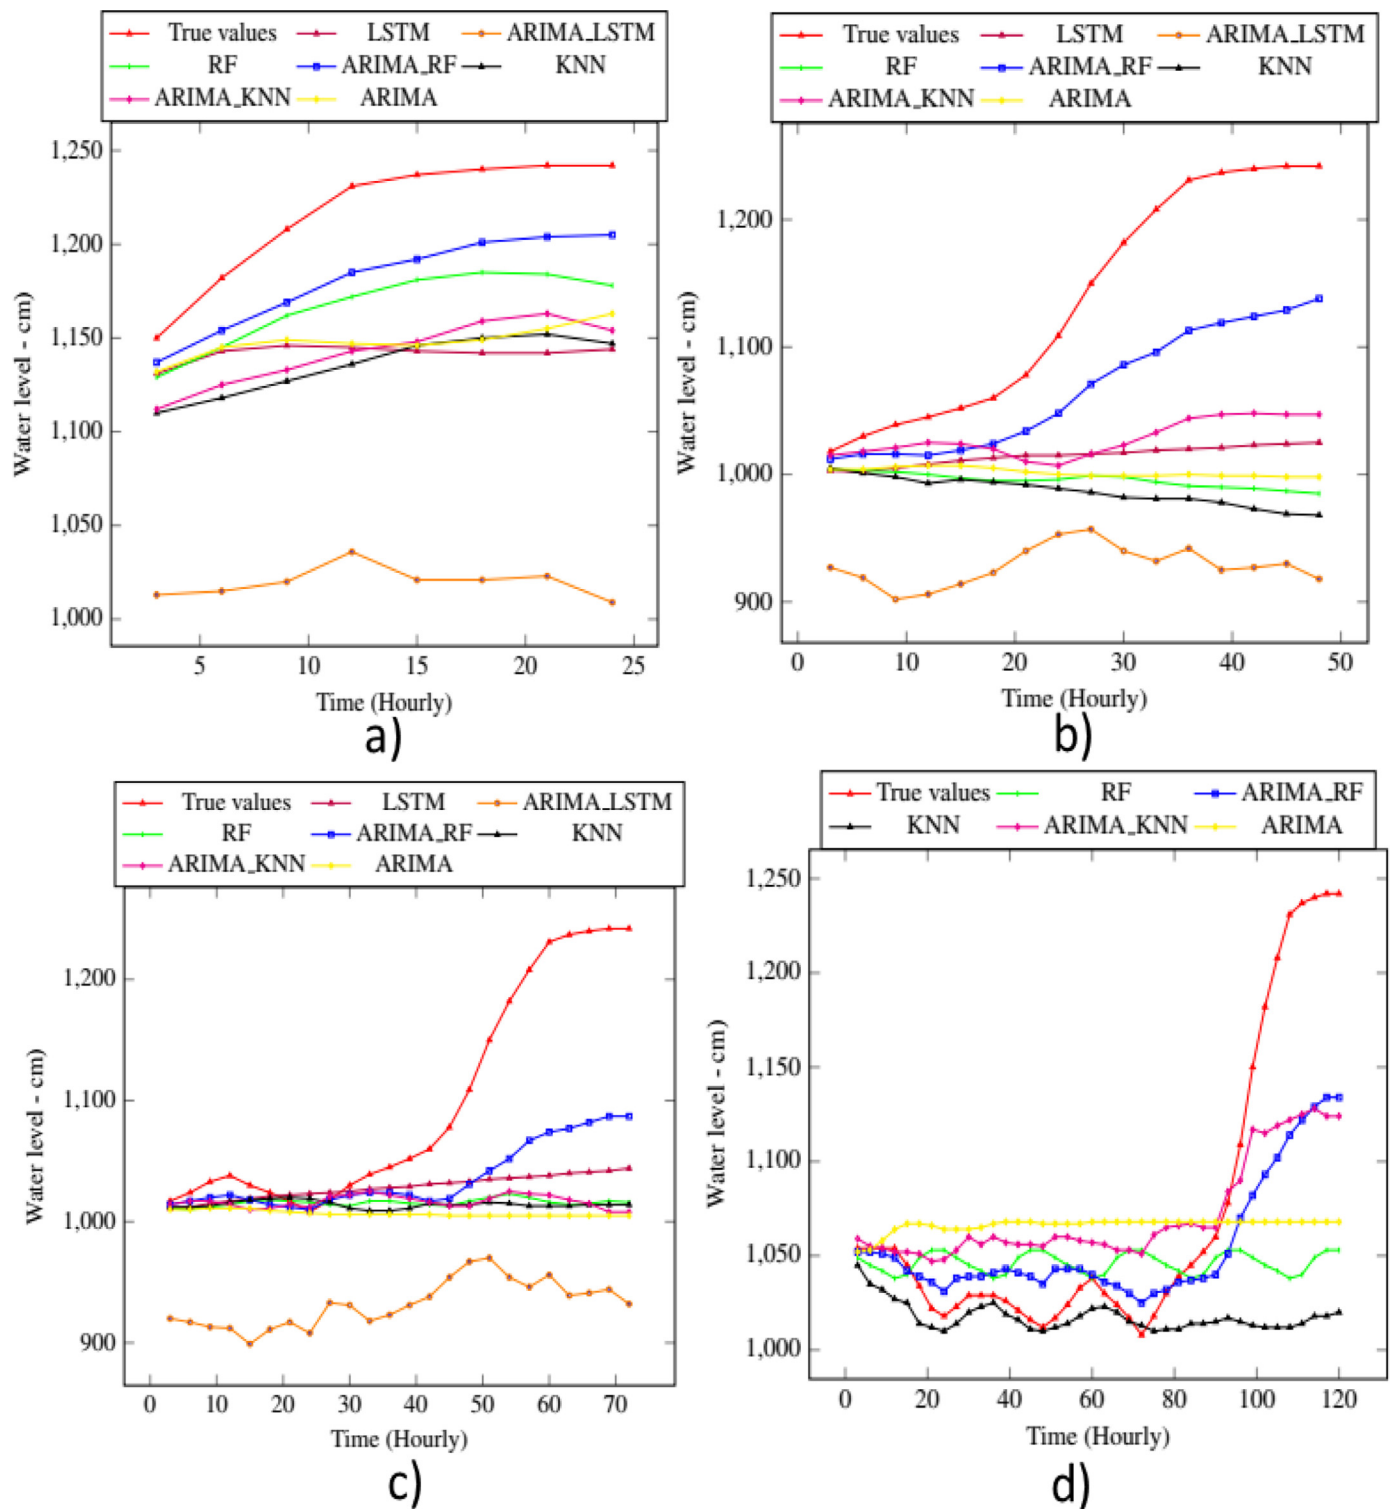 True values LSTM ARIMA_LSTM
RF ARIMA_RF KNN
ARIMA_KNN ARIMA
1,250
1,200
1,150
1,100
1,050
1,000
Water level - cm)
5 10 15 20 25
Time (Hourly)
a)
True values LSTM ARIMA_LSTM
RF ARIMA_RF KNN
ARIMA_KNN ARIMA
1,200
1,100
1,000
900
Water level - cm)
0 10 20 30 40 50
Time (Hourly)
b)
True values LSTM ARIMA_LSTM
RF ARIMA_RF KNN
ARIMA_KNN ARIMA
1,200
1,100
1,000
900
Water level - cm)
0 10 20 30 40 50 60 70
Time (Hourly)
c)
True values RF ARIMA_RF
KNN ARIMA_KNN ARIMA
1,250
1,200
1,150
1,100
1,050
1,000
Water level - cm)
0 20 40 60 80 100 120
Time (Hourly)
d)